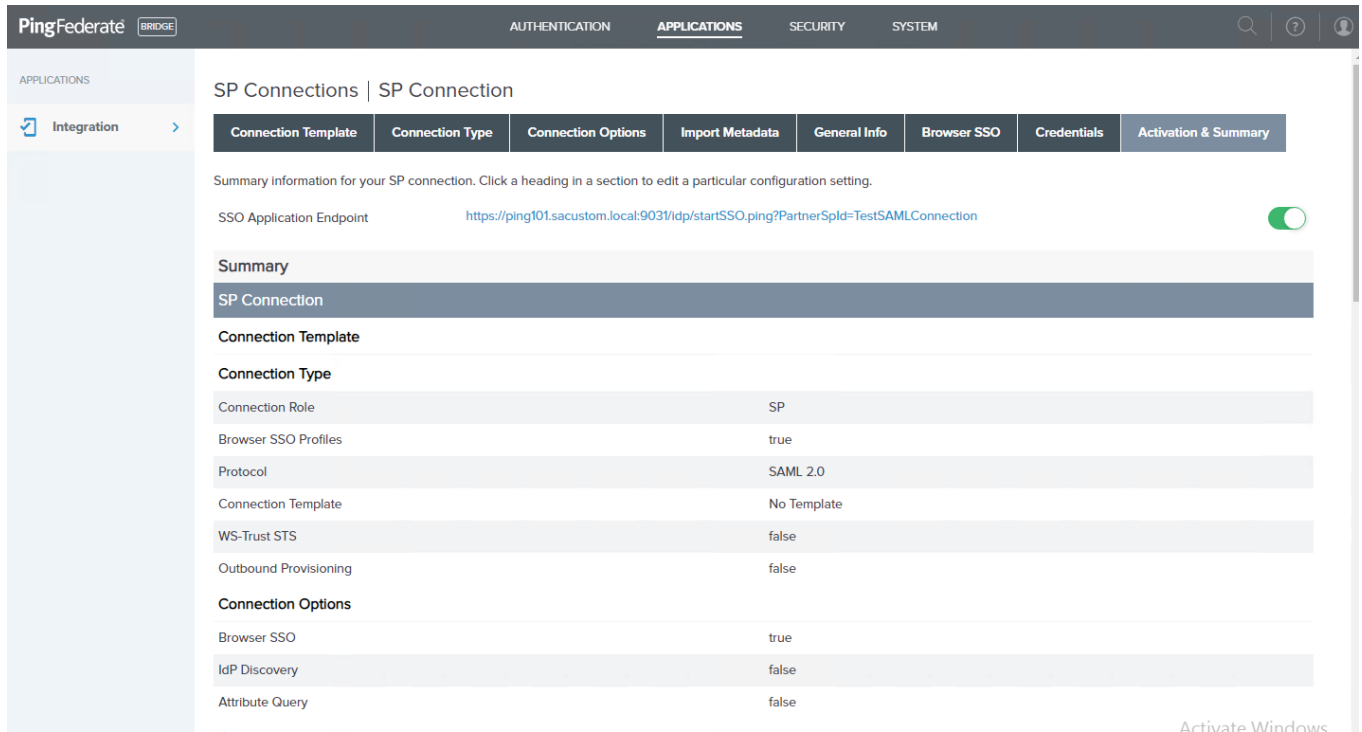 PingFederate BRIDGE AUTHENTICATION APPLICATIONS SECURITY SYSTEM
APPLICATIONS
Integration
SP Connections | SP Connection
Connection Template Connection Type Connection Options Import Metadata General Info Browser SSO Credentials Activation & Summary
Summary information for your SP connection. Click a heading in a section to edit a particular configuration setting.
SSO Application Endpoint https://ping101.sacustom.local:9031/idp/startSSO.ping?PartnerSpId=TestSAMLConnection
Summary
SP Connection
Connection Template
Connection Type
Connection Role SP
Browser SSO Profiles true
Protocol SAML 2.0
Connection Template No Template
WS-Trust STS false
Outbound Provisioning false
Connection Options
Browser SSO true
IdP Discovery false
Attribute Query false
Activate Windows